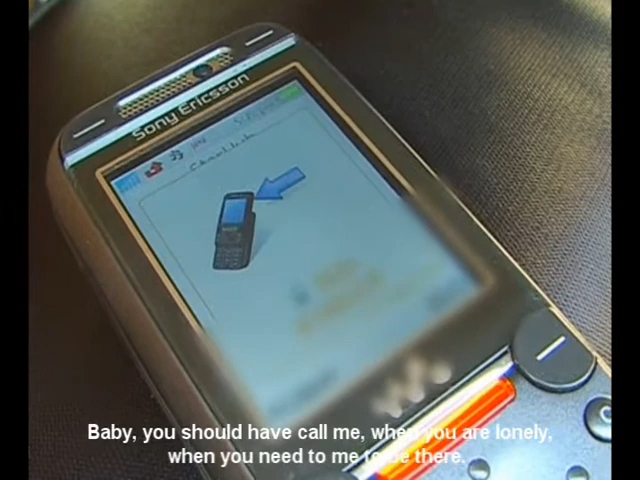 Sony Ericsson
Baby, you should have call me, when you are lonely,
when you need to me to be there.